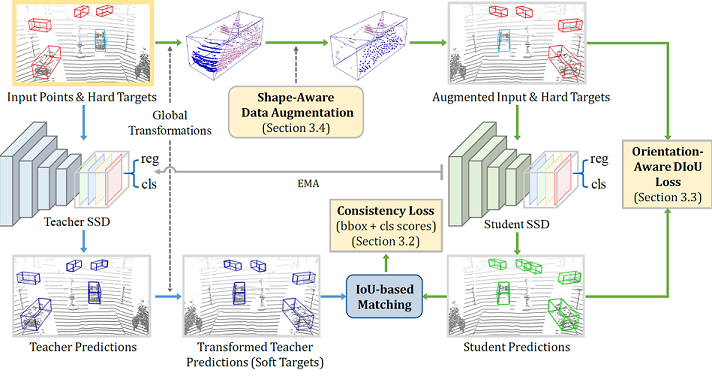 Input Points & Hard Targets
Global
Transformations
Shape-Aware
Data Augmentation
(Section 3.4)
Augmented Input & Hard Targets
reg
cls
Teacher SSD
EMA
reg
cls
Student SSD
Orientation-
Aware DIoU
Loss
(Section 3.3)
Consistency Loss
(bbox + cls scores)
(Section 3.2)
IoU-based
Matching
Teacher Predictions
Transformed Teacher
Predictions (Soft Targets)
Student Predictions